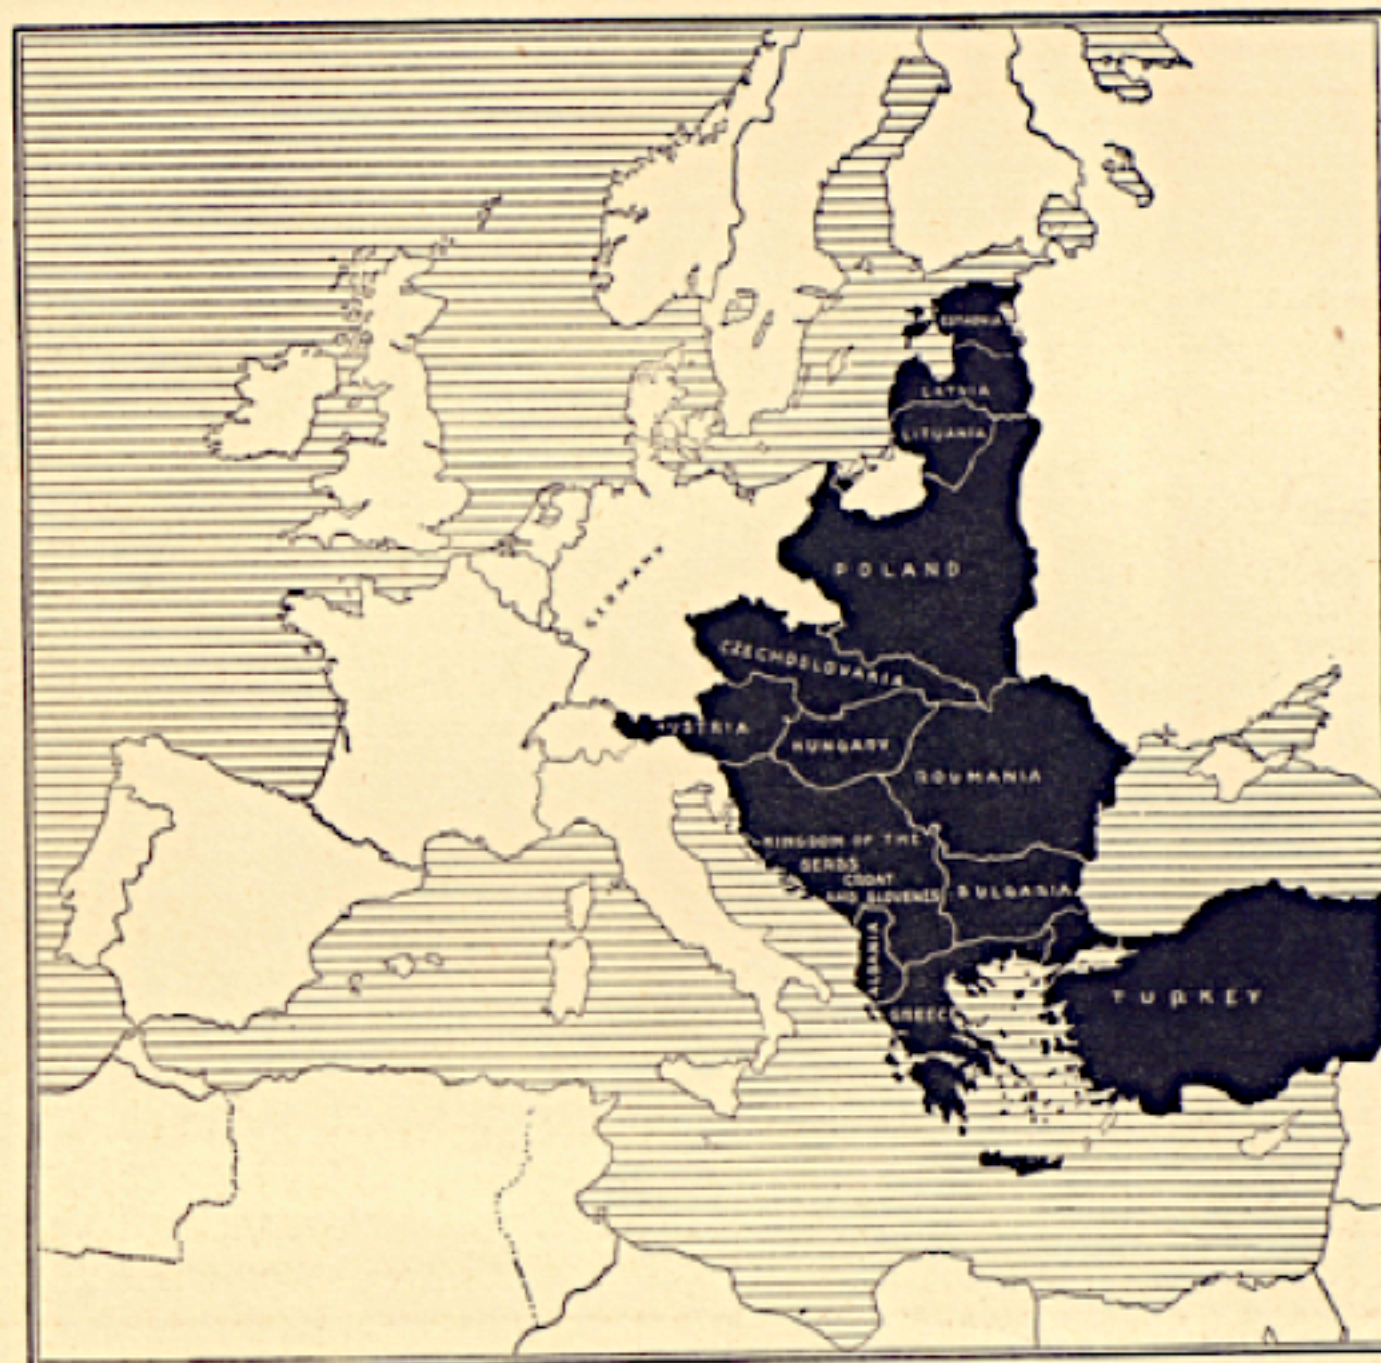 ESTHONIA
LATVIA
LITUANIA
GERMANY
POLAND
CZECHOSLOVAKIA
AUSTRIA
HUNGARY
ROUMANIA
KINGDOM OF THE
SERBS
CROAT
AND SLOVENES
BULGARIA
ALBANIA
GREECE
TURKEY